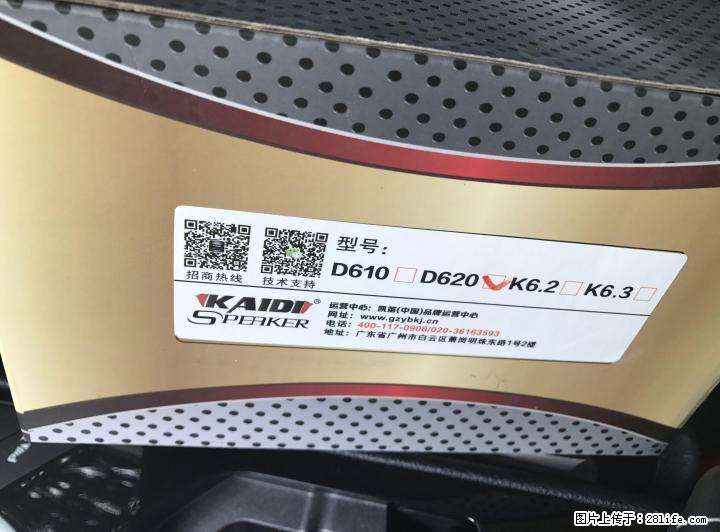 型号:
D610 D620 K6.2 K6.3
招商热线 技术支持
KAIDI®
SPEAKER
运营中心: 凯笛(中国)品牌运营中心
网址: www.gzybkj.cn
电话: 400-117-0908/020-36163593
地址: 广东省广州市白云区萧岗明珠东路1号2楼
图片上传于:281life.com